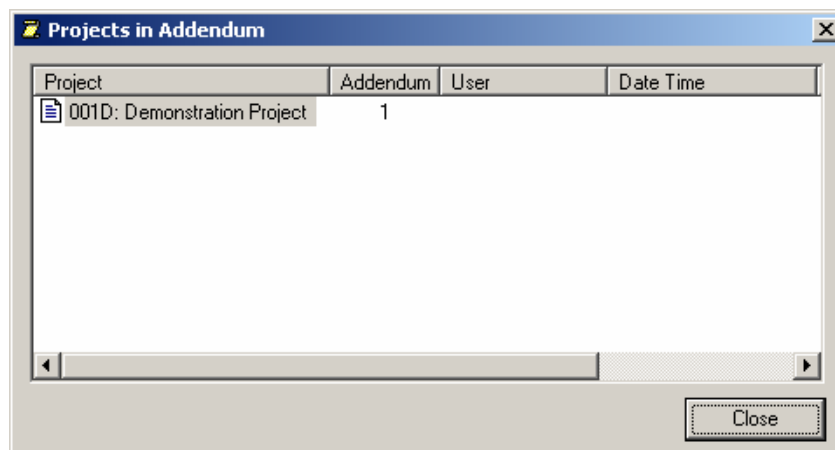 Projects in Addendum
Project Addendum User Date Time
001D: Demonstration Project 1
Close